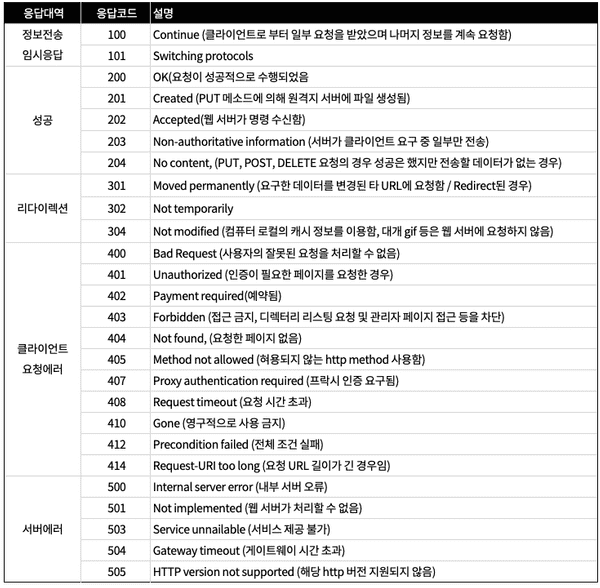 응답대역 응답코드 설명
정보전송 임시응답
100 Continue (클라이언트로 부터 일부 요청을 받았으며 나머지 정보를 계속 요청함)
101 Switching protocols
성공
200 OK(요청이 성공적으로 수행되었음
201 Created (PUT 메소드에 의해 원격지 서버에 파일 생성됨)
202 Accepted(웹 서버가 명령 수신함)
203 Non-authoritative information (서버가 클라이언트 요구 중 일부만 전송)
204 No content, (PUT, POST, DELETE 요청의 경우 성공은 했지만 전송할 데이터가 없는 경우)
리다이렉션
301 Moved permanently (요구한 데이터를 변경된 타 URL에 요청함 / Redirect된 경우)
302 Not temporarily
304 Not modified (컴퓨터 로컬의 캐시 정보를 이용함, 대개 gif 등은 웹 서버에 요청하지 않음)
클라이언트 요청에러
400 Bad Request (사용자의 잘못된 요청을 처리할 수 없음)
401 Unauthorized (인증이 필요한 페이지를 요청한 경우)
402 Payment required(예약됨)
403 Forbidden (접근 금지, 디렉터리 리스팅 요청 및 관리자 페이지 접근 등을 차단)
404 Not found, (요청한 페이지 없음)
405 Method not allowed (혀용되지 않는 http method 사용함)
407 Proxy authentication required (프락시 인증 요구됨)
408 Request timeout (요청 시간 초과)
410 Gone (영구적으로 사용 금지)
412 Precondition failed (전체 조건 실패)
414 Request-URI too long (요청 URL 길이가 긴 경우임)
서버에러
500 Internal server error (내부 서버 오류)
501 Not implemented (웹 서버가 처리할 수 없음)
503 Service unnailable (서비스 제공 불가)
504 Gateway timeout (게이트웨이 시간 초과)
505 HTTP version not supported (해당 http 버전 지원되지 않음)